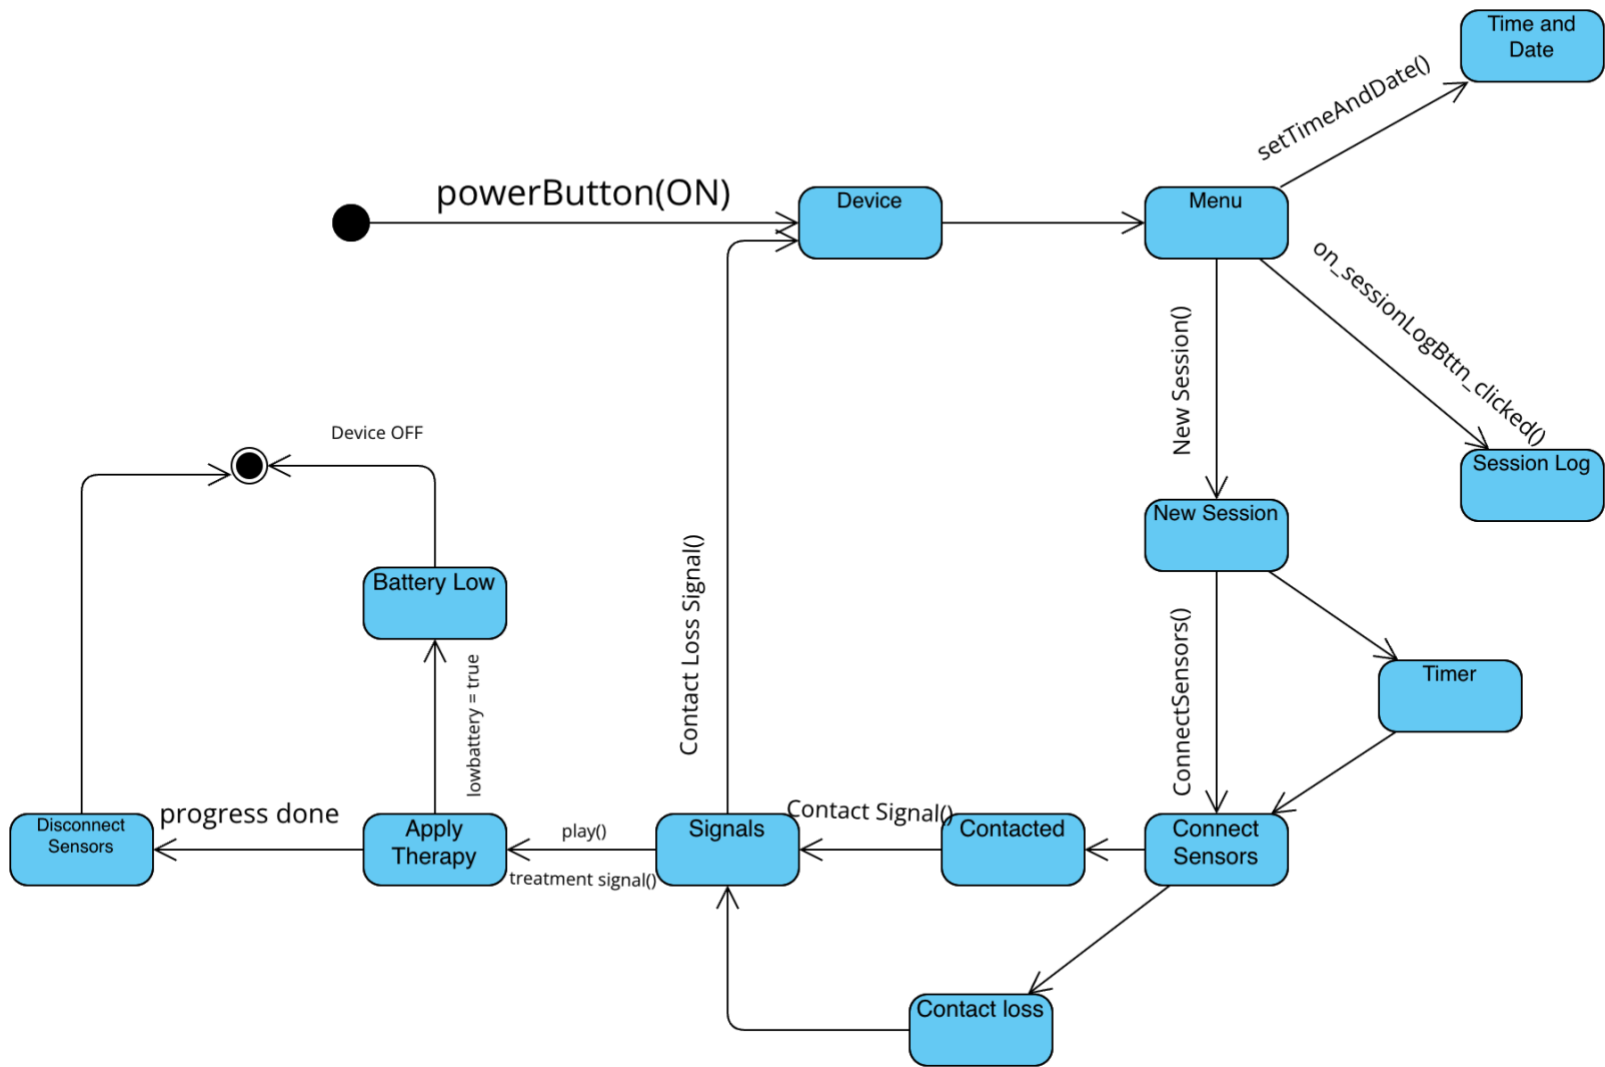 Time and
Date
setTimeAndDate()
powerButton(ON)
Device
Menu
on_sessionLogBttn_clicked()
New Session()
Device OFF
Session Log
New Session
Battery Low
Contact Loss Signal()
ConnectSensors()
lowbattery = true
Timer
progress done
Contact Signal()
Disconnect
Sensors
Apply
Therapy
play()
treatment signal()
Signals
Contacted
Connect
Sensors
Contact loss